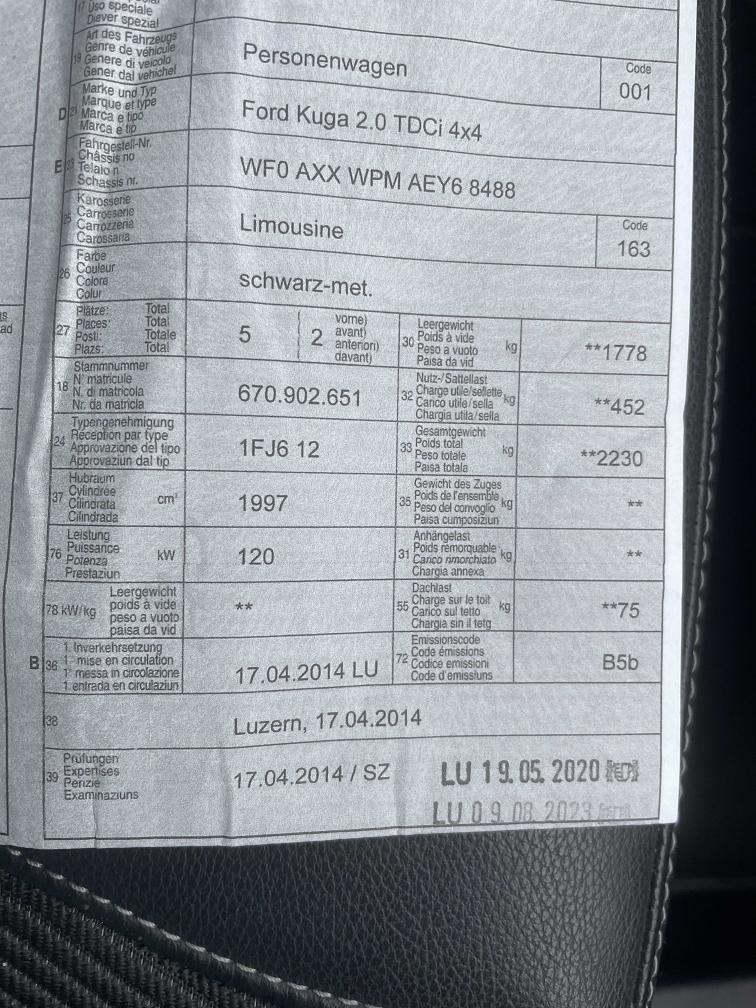 17 Uso speciale
Diever spezial
Art des Fahrzeugs
Genre de véhicule
19 Genere di veicolo
Gener dal vehichel
Personenwagen
Code
001
Marke und Typ
D 21 Marque et type
Marca e tipo
Marca e tip
Ford Kuga 2.0 TDCi 4x4
Fahrgestell-Nr.
E 23 Châssis no
Telaio n
Schassis nr.
WF0 AXX WPM AEY6 8488
Karosserie
25 Carrosserie
Carrozzeria
Carossaria
Limousine
Code
163
Farbe
26 Couleur
Colore
Colur
schwarz-met.
27 Plätze: Total
Places: Total
Posti: Totale
Plazs: Total
5
2
vorne)
avant)
anteriori)
davant)
30 Leergewicht
Poids à vide
Peso a vuoto
Paisa da vid
kg
**1778
18 Stammnummer
N° matricule
N. di matricola
Nr. da matricla
670.902.651
32 Nutz-/Sattellast
Charge utile/sellette
Carico utile/sella
Chargia utila/sella
kg
**452
24 Typengenehmigung
Réception par type
Approvazione del tipo
Approvaziun dal tip
1FJ6 12
33 Gesamtgewicht
Poids total
Peso totale
Paisa totala
kg
**2230
37 Hubraum
Cylindrée
Cilindrata
Cilindrada
cm³
1997
35 Gewicht des Zuges
Poids de l'ensemble
Peso del convoglio
Paisa cumposiziun
kg
**
76 Leistung
Puissance
Potenza
Prestaziun
kW
120
31 Anhängelast
Poids remorquable
Carico rimorchiato
Chargia annexa
kg
**
78 kW/kg
Leergewicht
poids à vide
peso a vuoto
paisa da vid
**
55 Dachlast
Charge sur le toit
Carico sul tetto
Chargia sin il tetg
kg
**75
B 36 1. Inverkehrsetzung
1re mise en circulation
1a messa in circolazione
1. entrada en circulaziun
17.04.2014 LU
72 Emissionscode
Code émissions
Codice emissioni
Code d'emissiuns
B5b
38
Luzern, 17.04.2014
39 Prüfungen
Expertises
Perizie
Examinaziuns
17.04.2014 / SZ
LU 19.05.2020
LU 09.08.2023
ad